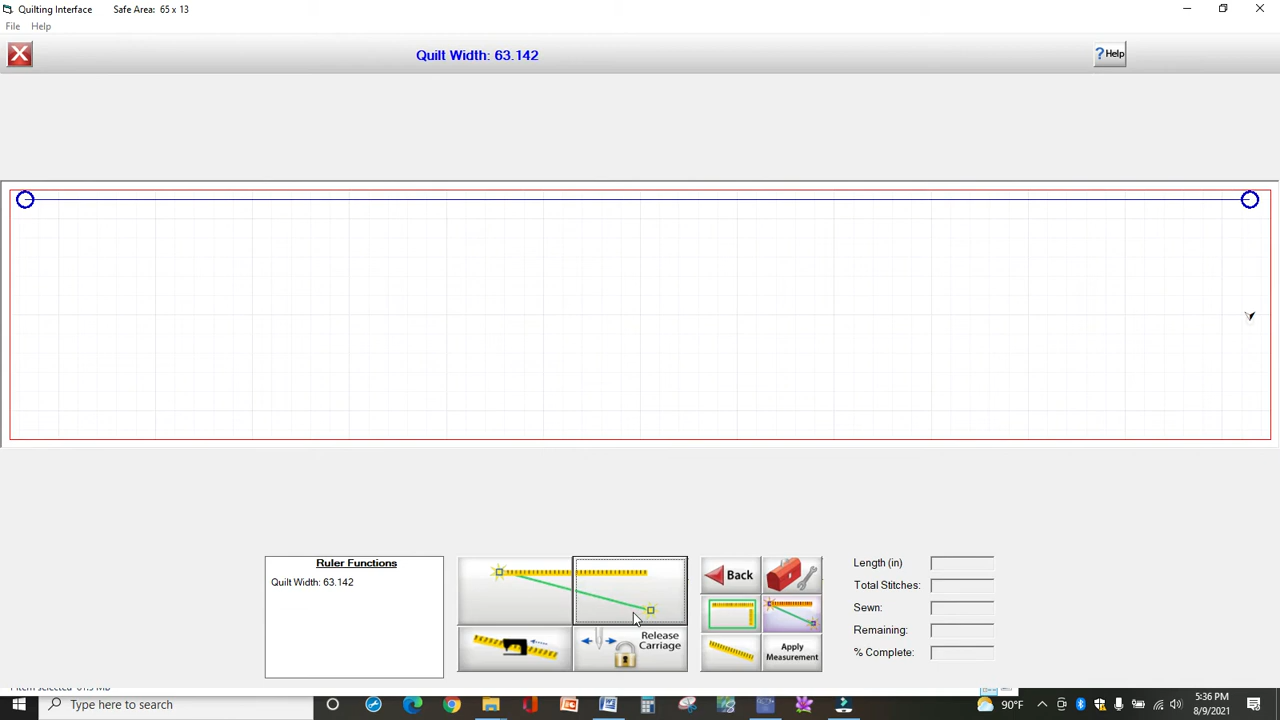 Quilting Interface Safe Area: 65 x 13
File Help
Quilt Width: 63.142
?Help
Ruler Functions
Quilt Width: 63.142
Release
Carriage
Back
Apply
Measurement
Length (in)
Total Stitches:
Sewn:
Remaining:
% Complete:
Type here to search
90°F
5:36 PM
8/9/2021